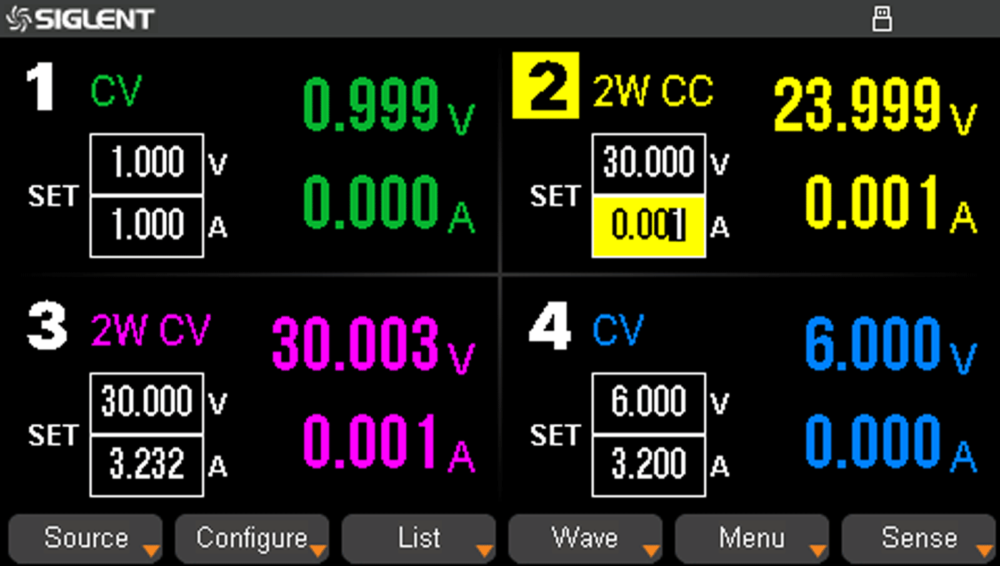 SIGLENT
1 CV 0.999 V
SET 1.000 V
1.000 A 0.000 A
2 2W CC 23.999 V
SET 30.000 V
0.001 A 0.001 A
3 2W CV 30.003 V
SET 30.000 V
3.232 A 0.001 A
4 CV 6.000 V
SET 6.000 V
3.200 A 0.000 A
Source Configure List Wave Menu Sense